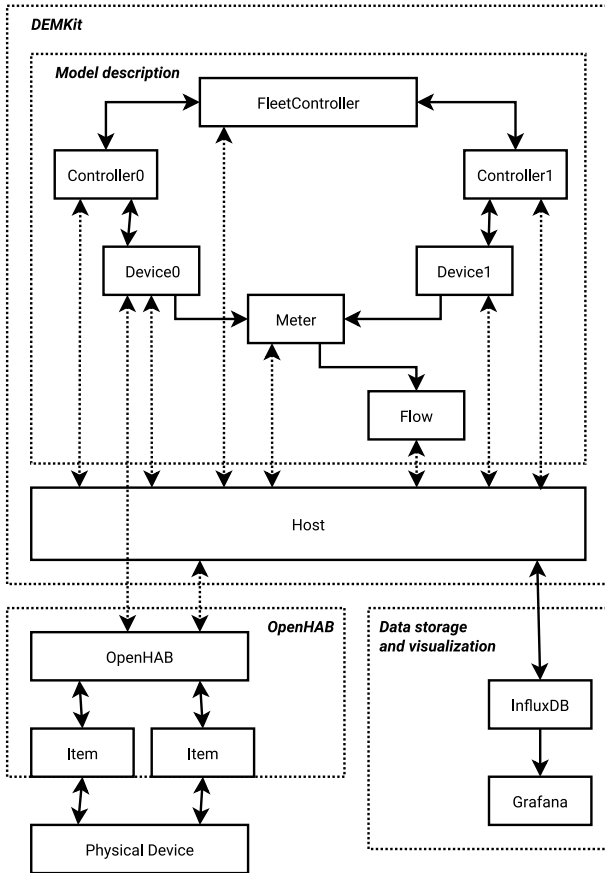 DEMKit
Model description
FleetController
Controller0
Controller1
Device0
Device1
Meter
Flow
Host
OpenHAB
Data storage
and visualization
OpenHAB
InfluxDB
Item
Item
Grafana
Physical Device